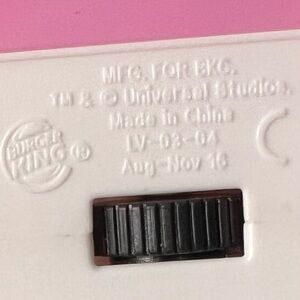 MFG. FOR BKC.
TM & © Universal Studios.
Made in China
LV-03-04
Aug-Nov 16
BURGER
KING ®